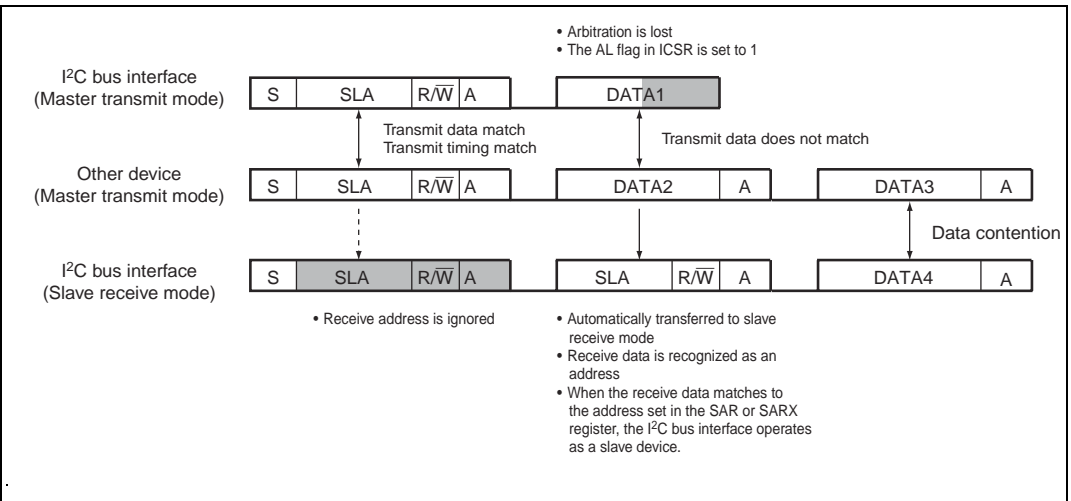 • Arbitration is lost
• The AL flag in ICSR is set to 1
I2C bus interface
(Master transmit mode)
S SLA R/W̅ A DATA1
Transmit data match
Transmit timing match
Transmit data does not match
Other device
(Master transmit mode)
S SLA R/W̅ A DATA2 A DATA3 A
Data contention
I2C bus interface
(Slave receive mode)
S SLA R/W̅ A SLA R/W̅ A DATA4 A
• Receive address is ignored
• Automatically transferred to slave
receive mode
• Receive data is recognized as an
address
• When the receive data matches to
the address set in the SAR or SARX
register, the I2C bus interface operates
as a slave device.
.